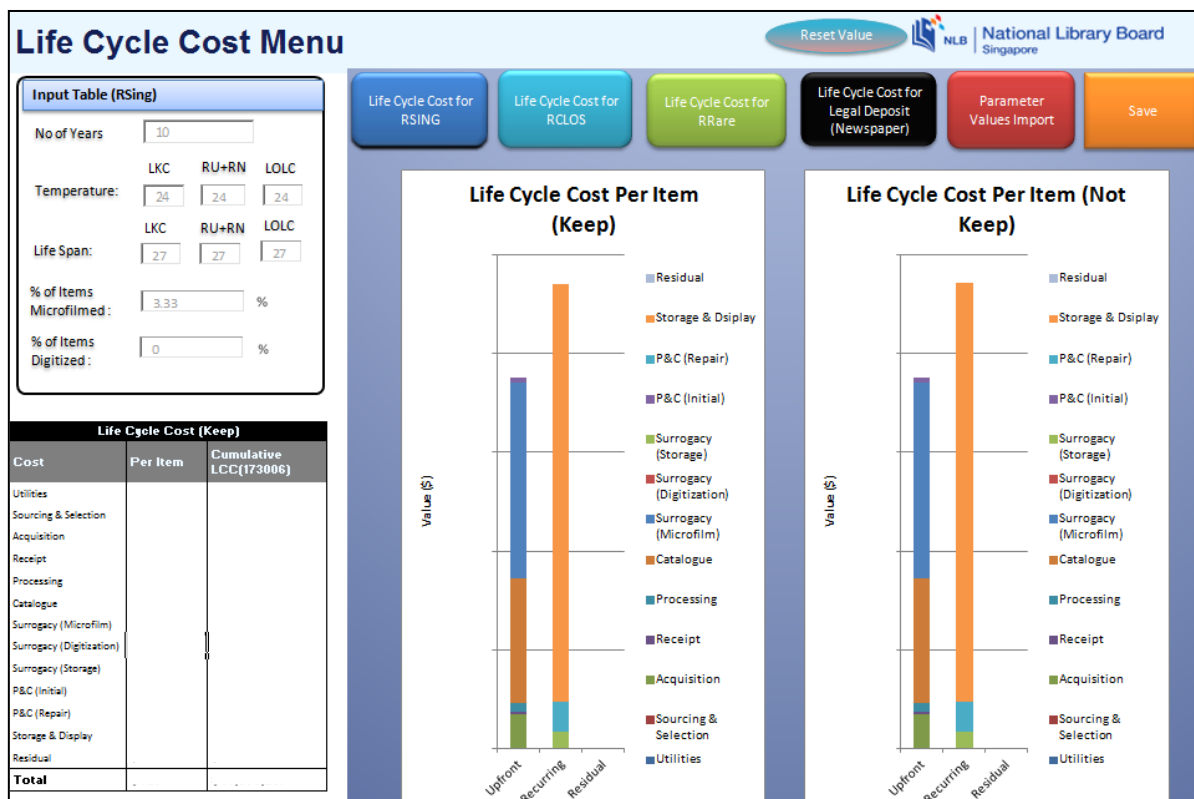 Life Cycle Cost Menu
Reset Value
NLB
National Library Board
Singapore
Input Table (RSing)
No of Years
10
LKC
RU+RN
LOLC
Temperature:
24
24
24
LKC
RU+RN
LOLC
Life Span:
27
27
27
% of Items
Microfilmed :
3.33
%
% of Items
Digitized :
0
%
Life Cycle Cost for
RSING
Life Cycle Cost for
RCLOS
Life Cycle Cost for
RRare
Life Cycle Cost for
Legal Deposit
(Newspaper)
Parameter
Values Import
Save
Life Cycle Cost (Keep)
Cost
Per Item
Cumulative
LCC(173006)
Utilities
Sourcing & Selection
Acquisition
Receipt
Processing
Catalogue
Surrogacy (Microfilm)
Surrogacy (Digitization)
Surrogacy (Storage)
P&C (Initial)
P&C (Repair)
Storage & Display
Residual
Total
Life Cycle Cost Per Item
(Keep)
Value ($)
Residual
Storage & Dsiplay
P&C (Repair)
P&C (Initial)
Surrogacy
(Storage)
Surrogacy
(Digitization)
Surrogacy
(Microfilm)
Catalogue
Processing
Receipt
Acquisition
Sourcing &
Selection
Utilities
Upfront
Recurring
Residual
Life Cycle Cost Per Item (Not
Keep)
Value ($)
Residual
Storage & Dsiplay
P&C (Repair)
P&C (Initial)
Surrogacy
(Storage)
Surrogacy
(Digitization)
Surrogacy
(Microfilm)
Catalogue
Processing
Receipt
Acquisition
Sourcing &
Selection
Utilities
Upfront
Recurring
Residual